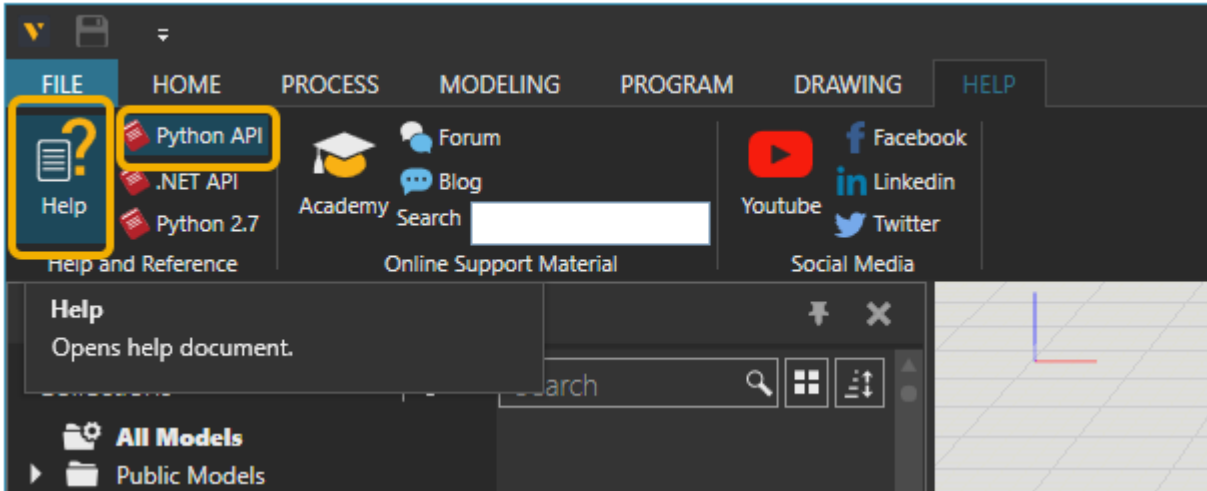 FILE HOME PROCESS MODELING PROGRAM DRAWING HELP
Help
Python API
.NET API
Python 2.7
Help and Reference
Academy
Forum
Blog
Search
Online Support Material
Youtube
Facebook
Linkedin
Twitter
Social Media
Help
Opens help document.
Search
All Models
Public Models